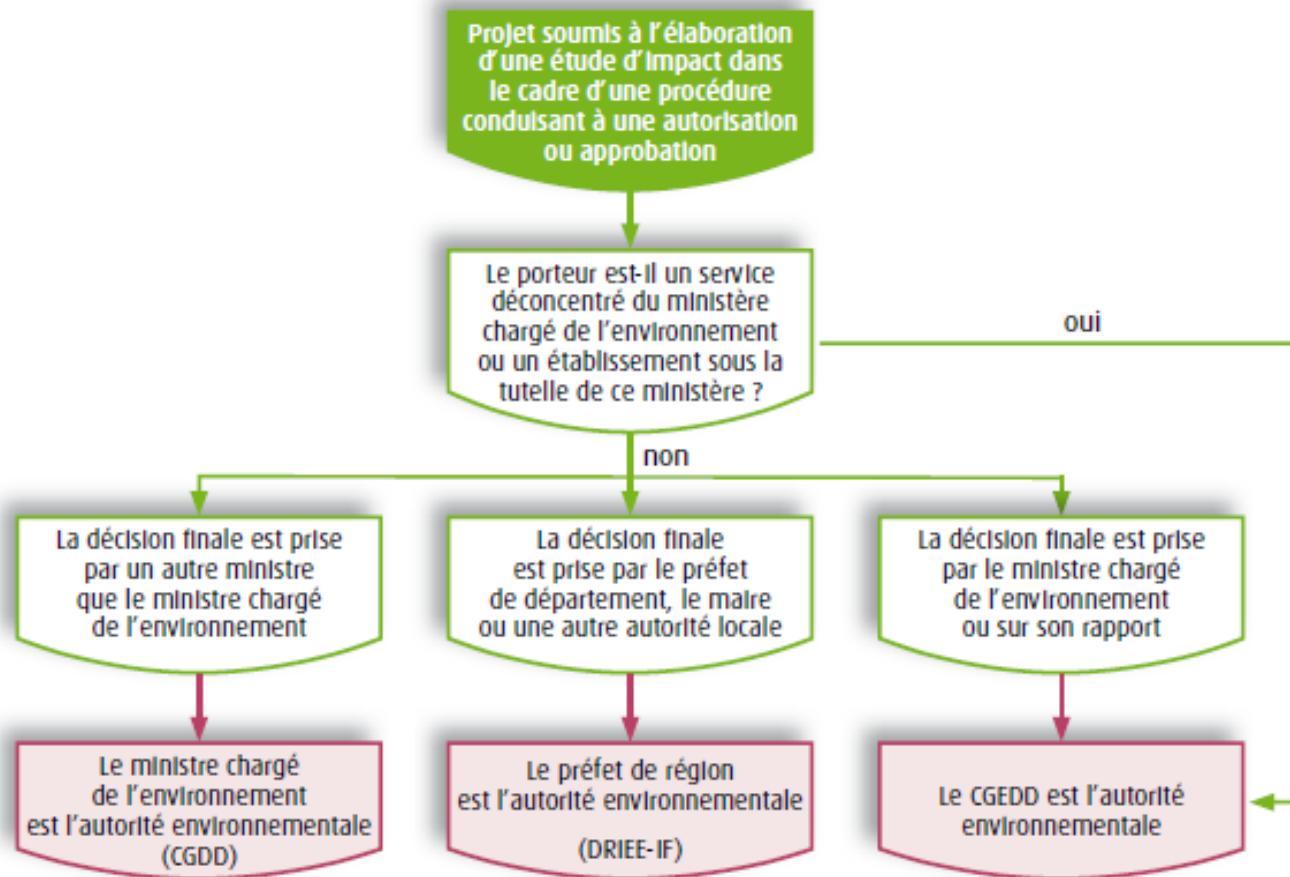 Projet soumis à l'élaboration
d'une étude d'impact dans
le cadre d'une procédure
conduisant à une autorisation
ou approbation
Le porteur est-il un service
déconcentré du ministère
chargé de l'environnement
ou un établissement sous la
tutelle de ce ministère ?
oui
non
La décision finale est prise
par un autre ministre
que le ministre chargé
de l'environnement
La décision finale
est prise par le préfet
de département, le maire
ou une autre autorité locale
La décision finale est prise
par le ministre chargé
de l'environnement
ou sur son rapport
Le ministre chargé
de l'environnement
est l'autorité environnementale
(CGDD)
Le préfet de région
est l'autorité environnementale
(DRIEE-IF)
Le CGEDD est l'autorité
environnementale